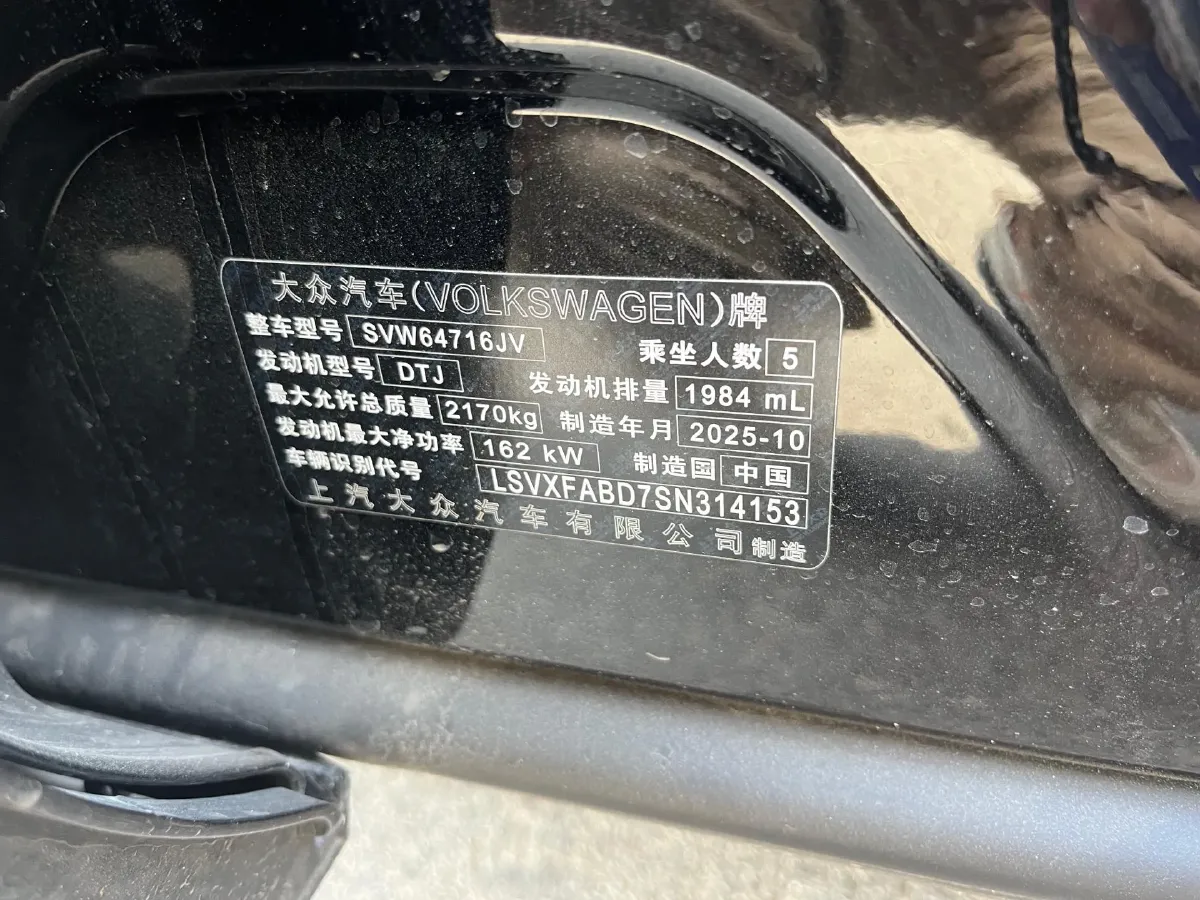 大众汽车(VOLKSWAGEN)牌
整车型号 SVW64716JV 乘坐人数 5
发动机型号 DTJ 发动机排量 1984 mL
最大允许总质量 2170kg 制造年月 2025-10
发动机最大净功率 162 kW 制造国 中国
车辆识别代号 LSVXFABD7SN314153
上汽大众汽车有限公司制造